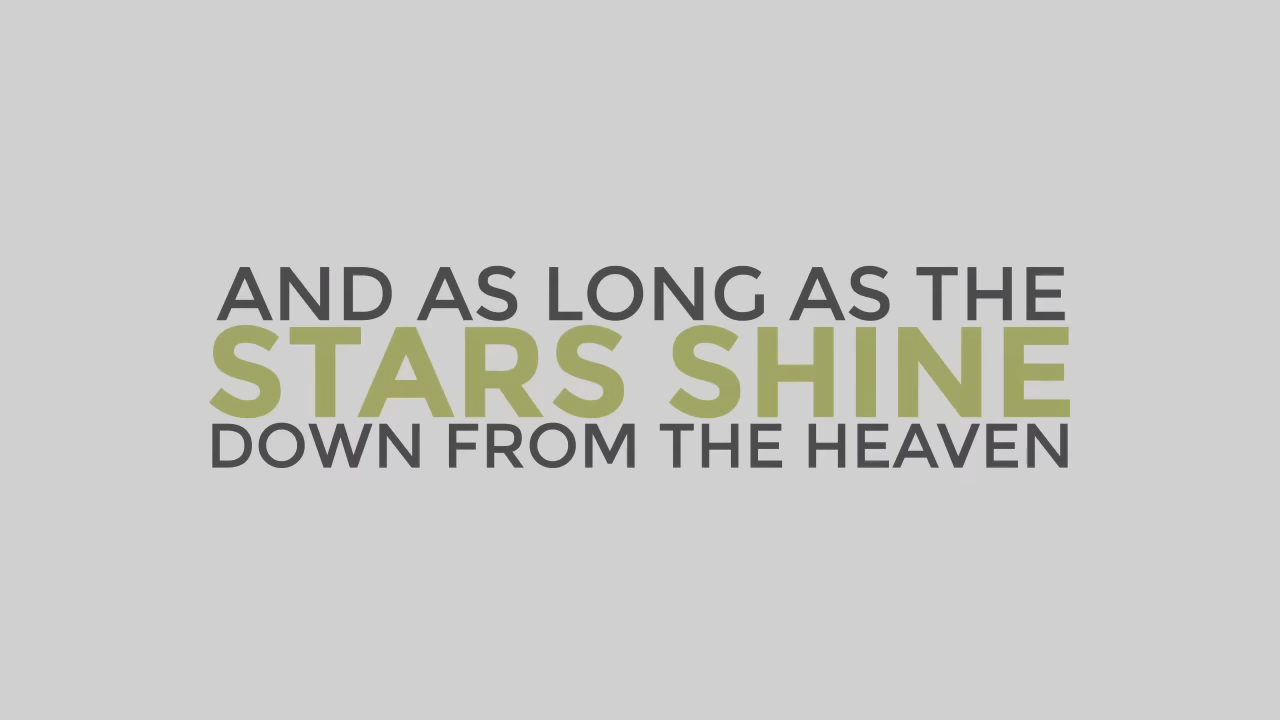 AND AS LONG AS THE
STARS SHINE
DOWN FROM THE HEAVEN